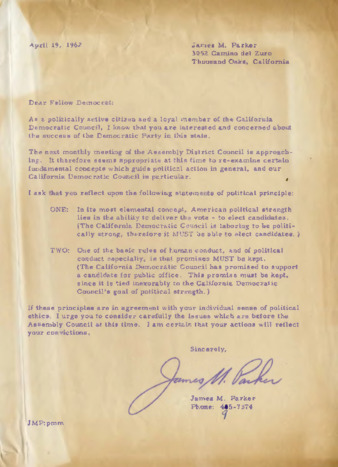 April 19, 1962
James M. Parker
Camino del Zuro
Thousand Oaks, California
Dear Fellow Democrat:
As a politically active citizen and a loyal member of the California
Democratic Council, I know that you are interested and concerned about
the success of the Democratic Party in this state.
The next monthly meeting of the Assembly District Council is approach-
ing. It therefore seems appropriate at this time to re-examine certain
fundamental concepts which guide political action in general, and our
California Democratic Council in particular.
I ask that you reflect upon the following statements of political principle:
ONE: In its most elemental concept, American political strength
lies in the ability to deliver the vote - to elect candidates.
(The California Democratic Council is laboring to be politi-
cally strong, therefore it MUST be able to elect candidates.)
TWO: One of the basic rules of human conduct, and of political
conduct especially, is that promises MUST be kept.
(The California Democratic Council has promised to support
a candidate for public office. This promise must be kept,
since it is tied inexorably to the California Democratic
Council's goal of political strength.)
If these principles are in agreement with your individual sense of political
ethics, I urge you to consider carefully the issues which are before the
Assembly Council at this time. I am certain that your actions will reflect
your convictions.
Sincerely,
James M. Parker
James M. Parker
Phone:
JMP:pmm